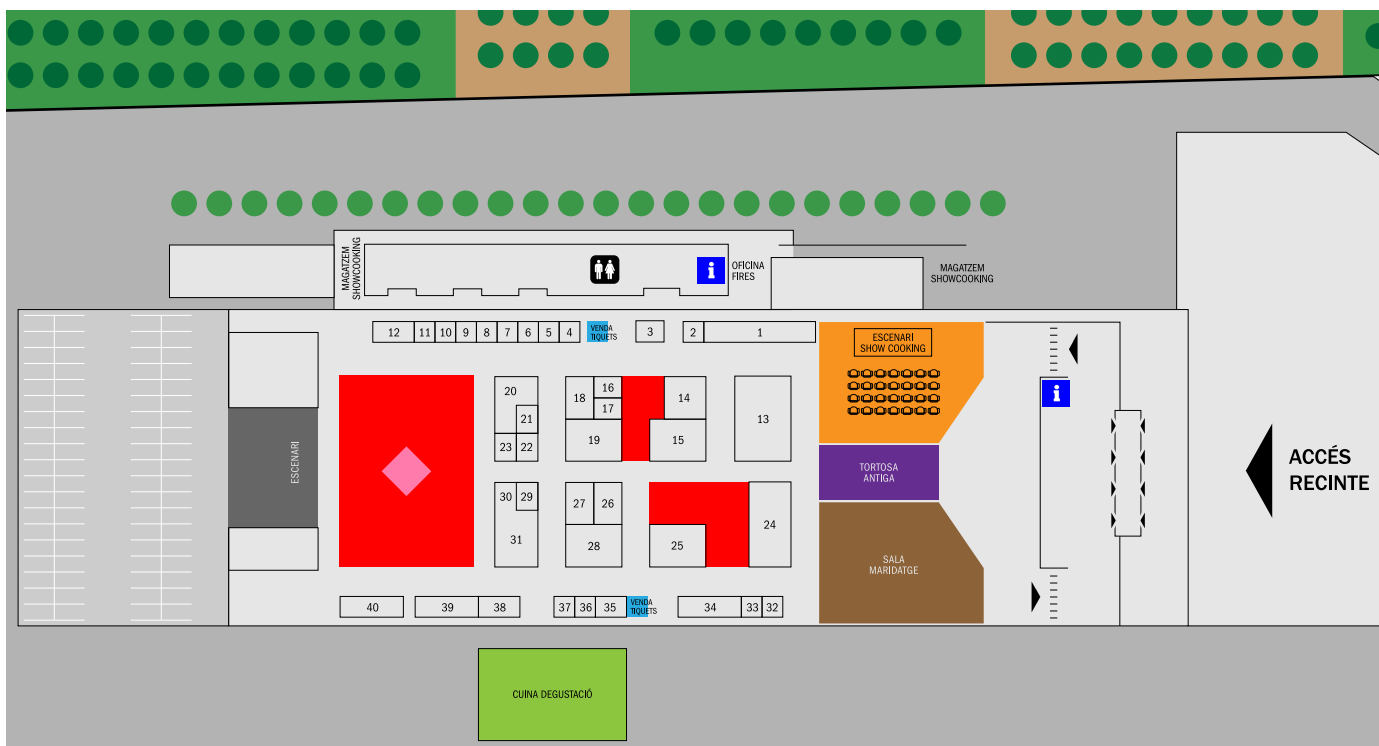 MAGATZEM
SHOWCOOKING
OFICINA
FIRES
MAGATZEM
SHOWCOOKING
12
11
10
9
8
7
6
5
4
VENDA
TIQUETS
3
2
1
ESCENARI
SHOW COOKING
20
21
23
22
18
16
17
19
14
15
13
ESCENARI
TORTOSA
ANTIGA
ACCÉS
RECINTE
30
29
31
27
26
28
25
24
SALA
MARIDATGE
40
39
38
37
36
35
VENDA
TIQUETS
34
33
32
CUINA DEGUSTACIÓ